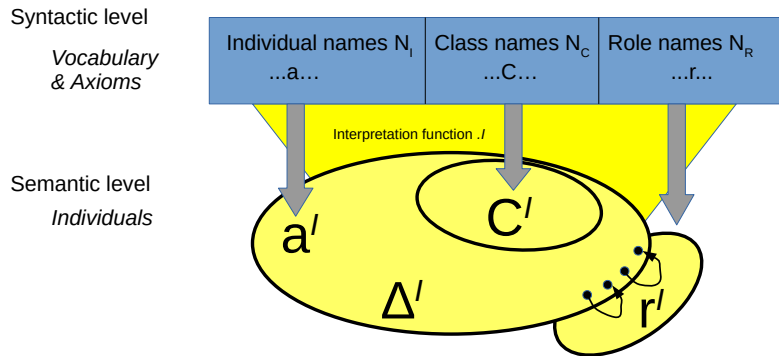 Syntactic level
Vocabulary
& Axioms
Individual names N_I
...a...
Class names N_C
...C...
Role names N_R
...r...
Interpretation function .I
Semantic level
Individuals
a^I
C^I
Δ^I
r^I